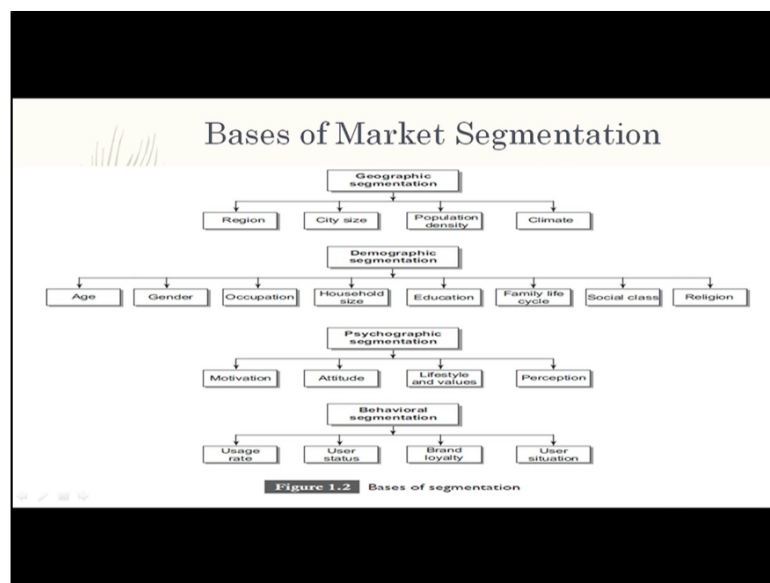 Bases of Market Segmentation
Geographic
segmentation
Region
City size
Population
density
Climate
Demographic
segmentation
Age
Gender
Occupation
Household
size
Education
Family life
cycle
Social class
Religion
Psychographic
segmentation
Motivation
Attitude
Lifestyle
and values
Perception
Behavioral
segmentation
Usage
rate
User
status
Brand
loyalty
User
situation
Figure 1.2 Bases of segmentation